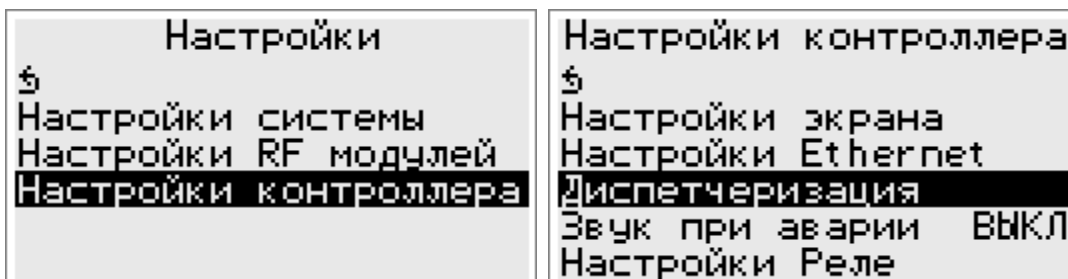 Настройки
Настройки системы
Настройки RF модулей
Настройки контроллера
Настройки контроллера
Настройки экрана
Настройки Ethernet
Диспетчеризация
Звук при аварии ВЫКЛ
Настройки Реле